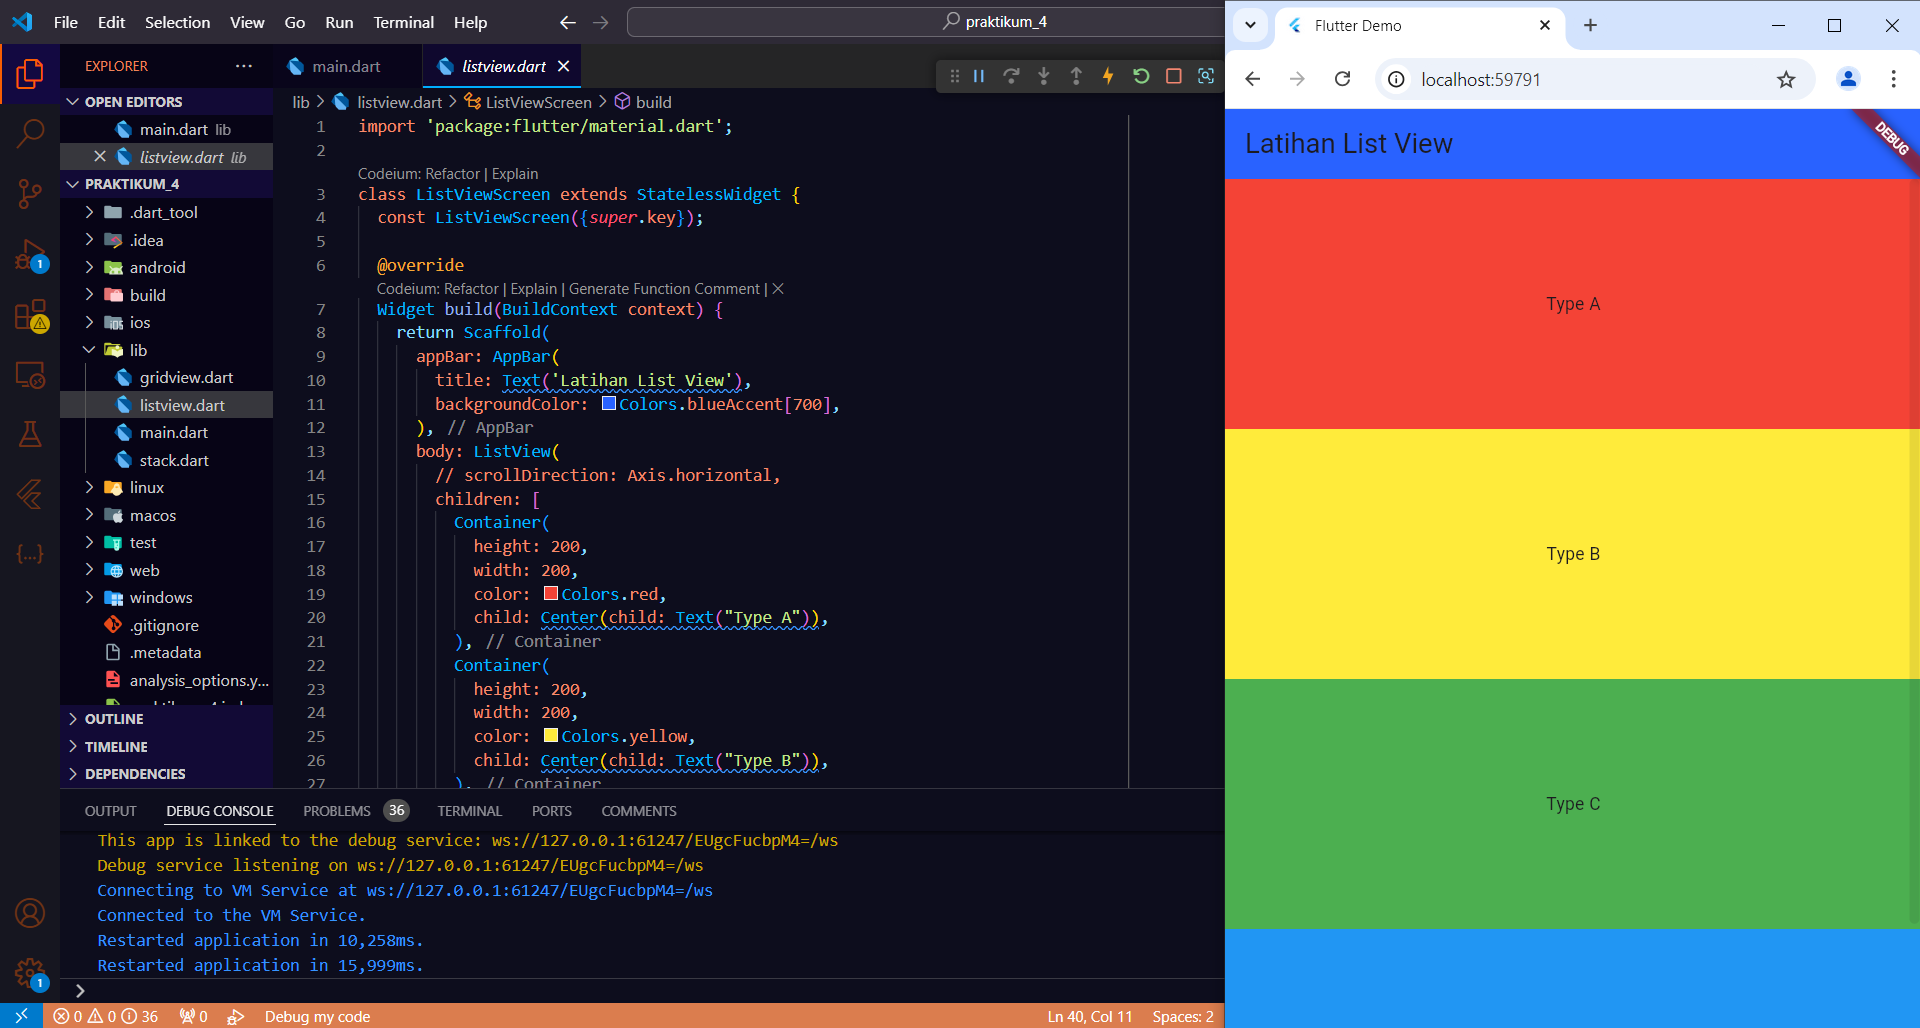 File Edit Selection View Go Run Terminal Help
praktikum_4
EXPLORER
OPEN EDITORS
main.dart lib
listview.dart lib
PRAKTIKUM_4
.dart_tool
.idea
android
build
ios
lib
gridview.dart
listview.dart
main.dart
stack.dart
linux
macos
test
web
windows
.gitignore
.metadata
analysis_options.y...
OUTLINE
TIMELINE
DEPENDENCIES
main.dart
listview.dart
lib > listview.dart > ListViewScreen > build
1 import 'package:flutter/material.dart';
2
Codeium: Refactor | Explain
3 class ListViewScreen extends StatelessWidget {
4 const ListViewScreen({super.key});
5
6 @override
Codeium: Refactor | Explain | Generate Function Comment | X
7 Widget build(BuildContext context) {
8 return Scaffold(
9 appBar: AppBar(
10 title: Text('Latihan List View'),
11 backgroundColor: Colors.blueAccent[700],
12 ), // AppBar
13 body: ListView(
14 // scrollDirection: Axis.horizontal,
15 children: [
16 Container(
17 height: 200,
18 width: 200,
19 color: Colors.red,
20 child: Center(child: Text("Type A")),
21 ), // Container
22 Container(
23 height: 200,
24 width: 200,
25 color: Colors.yellow,
26 child: Center(child: Text("Type B")),
27 ), // Container
OUTPUT DEBUG CONSOLE PROBLEMS 36 TERMINAL PORTS COMMENTS
This app is linked to the debug service: ws://127.0.0.1:61247/EUgcFucbpM4=/ws
Debug service listening on ws://127.0.0.1:61247/EUgcFucbpM4=/ws
Connecting to VM Service at ws://127.0.0.1:61247/EUgcFucbpM4=/ws
Connected to the VM Service.
Restarted application in 10,258ms.
Restarted application in 15,999ms.
0 0 36 0 Debug my code Ln 40, Col 11 Spaces: 2
1
1
Flutter Demo
localhost:59791
Latihan List View
DEBUG
Type A
Type B
Type C